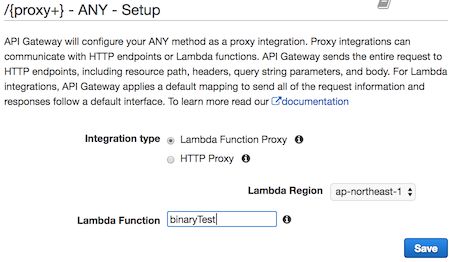 /{proxy+} - ANY - Setup
API Gateway will configure your ANY method as a proxy integration. Proxy integrations can
communicate with HTTP endpoints or Lambda functions. API Gateway sends the entire request to
HTTP endpoints, including resource path, headers, query string parameters, and body. For Lambda
integrations, API Gateway applies a default mapping to send all of the request information and
responses follow a default interface. To learn more read our documentation
Integration type Lambda Function Proxy
HTTP Proxy
Lambda Region ap-northeast-1
Lambda Function binaryTest
Save